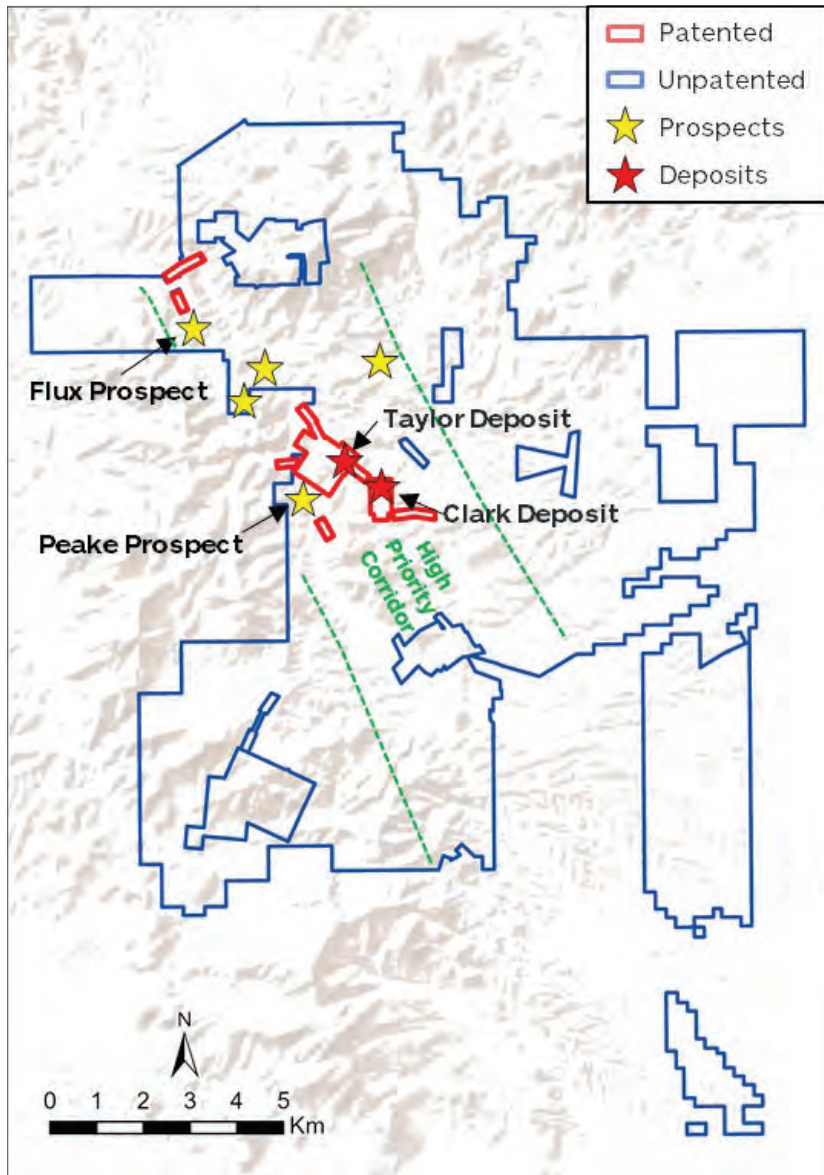 Patented
Unpatented
Prospects
Deposits
Flux Prospect
Taylor Deposit
Clark Deposit
Peake Prospect
High
Priority
Corridor
N
0 1 2 3 4 5
Km